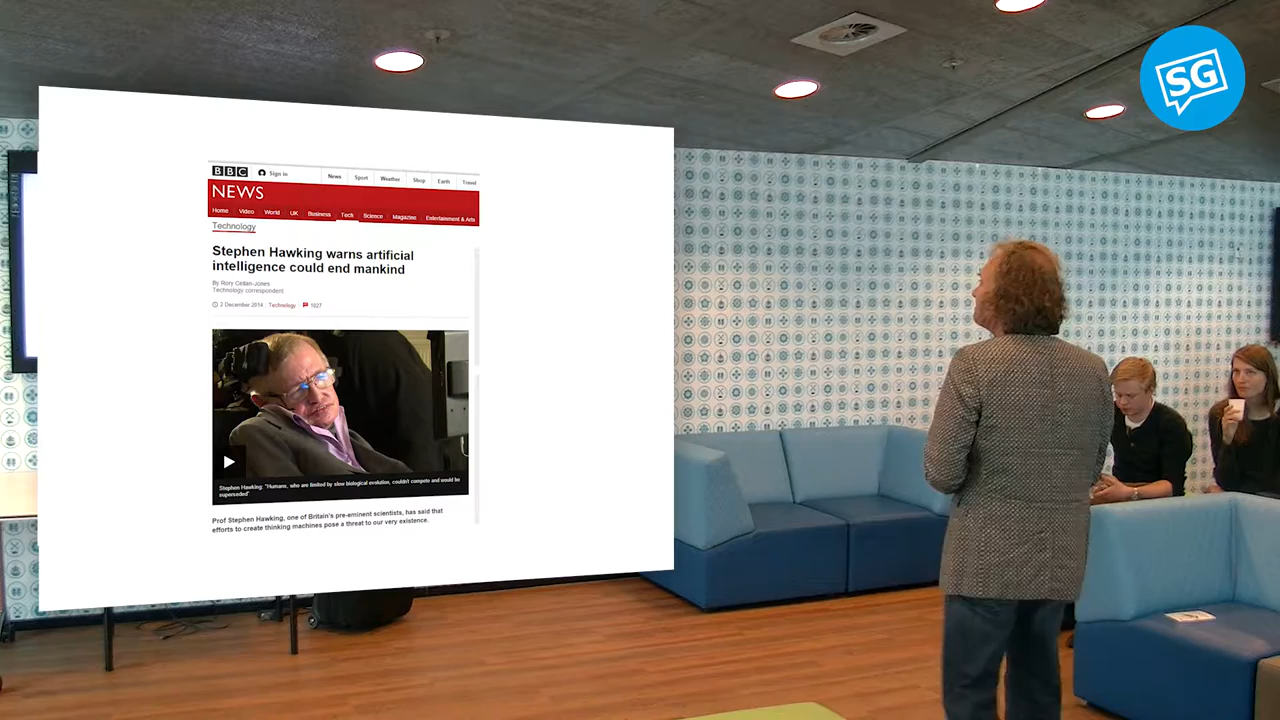 SG
BBC Sign in News Sport Weather Shop Earth Travel
NEWS
Home Video World UK Business Tech Science Magazine Entertainment & Arts
Technology
Stephen Hawking warns artificial
intelligence could end mankind
By Rory Cellan-Jones
Technology correspondent
2 December 2014 Technology 1027
Stephen Hawking: "Humans, who are limited by slow biological evolution, couldn't compete and would be
superseded"
Prof Stephen Hawking, one of Britain's pre-eminent scientists, has said that
efforts to create thinking machines pose a threat to our very existence.